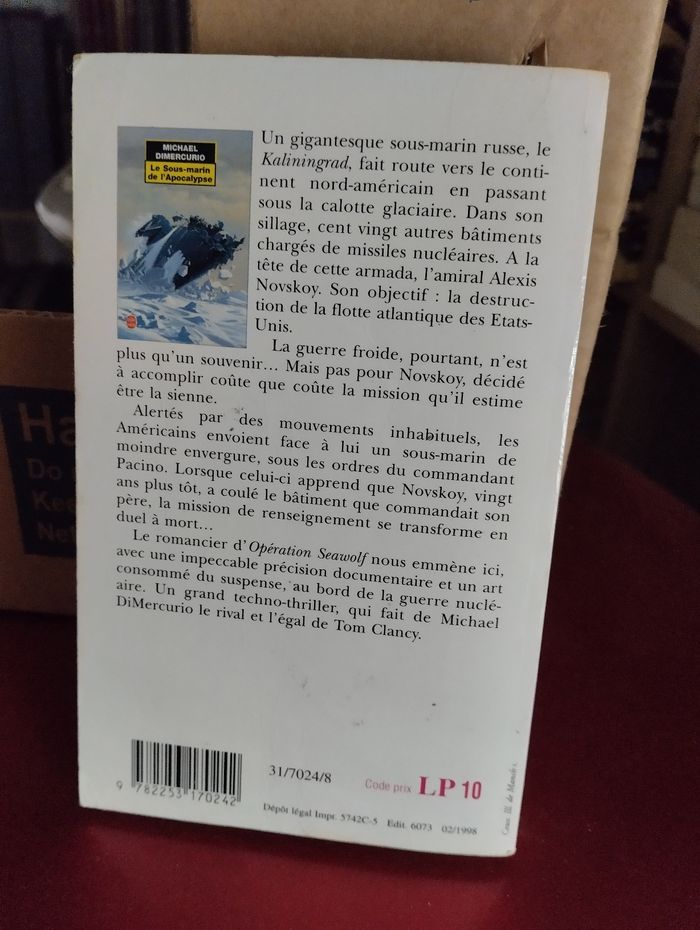 MICHAEL
DIMERCURIO
Le Sous-marin
de l'Apocalypse
Un gigantesque sous-marin russe, le
Kaliningrad, fait route vers le conti-
nent nord-américain en passant
sous la calotte glaciaire. Dans son
sillage, cent vingt autres bâtiments
chargés de missiles nucléaires. A la
tête de cette armada, l'amiral Alexis
Novskoy. Son objectif : la destruc-
tion de la flotte atlantique des Etats-
Unis.
La guerre froide, pourtant, n'est
plus qu'un souvenir... Mais pas pour Novskoy, décidé
à accomplir coûte que coûte la mission qu'il estime
être la sienne.
Alertés par des mouvements inhabituels, les
Américains envoient face à lui un sous-marin de
moindre envergure, sous les ordres du commandant
Pacino. Lorsque celui-ci apprend que Novskoy, vingt
ans plus tôt, a coulé le bâtiment que commandait son
père, la mission de renseignement se transforme en
duel à mort...
Le romancier d'Opération Seawolf nous emmène ici,
avec une impeccable précision documentaire et un art
consommé du suspense, au bord de la guerre nuclé-
aire. Un grand techno-thriller, qui fait de Michael
DiMercurio le rival et l'égal de Tom Clancy.
9 782253 170242
31/7024/8
Code prix LP 10
Dépôt légal Impr. 5742C-5 Edit. 6073 02/1998
Ha
Do
Kee
Net